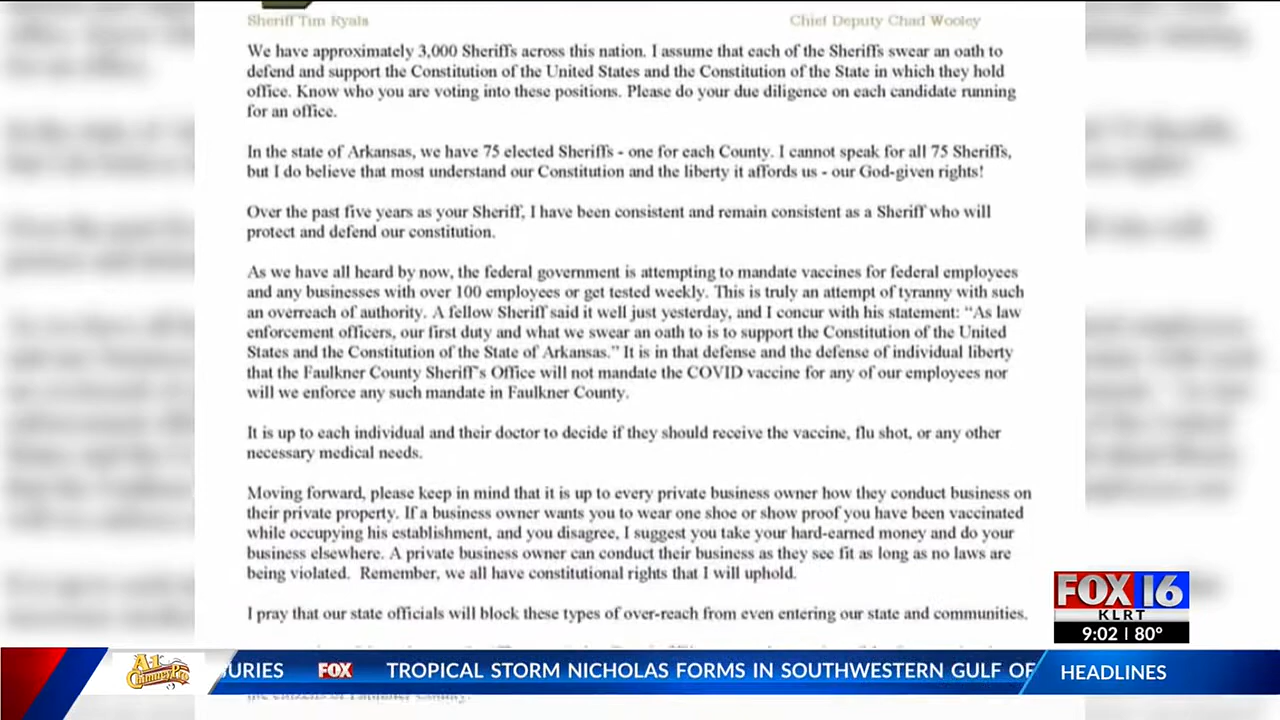 Sheriff Tim Ryals
Chief Deputy Chad Wooley
We have approximately 3,000 Sheriffs across this nation. I assume that each of the Sheriffs swear an oath to
defend and support the Constitution of the United States and the Constitution of the State in which they hold
office. Know who you are voting into these positions. Please do your due diligence on each candidate running
for an office.
In the state of Arkansas, we have 75 elected Sheriffs - one for each County. I cannot speak for all 75 Sheriffs,
but I do believe that most understand our Constitution and the liberty it affords us - our God-given rights!
Over the past five years as your Sheriff, I have been consistent and remain consistent as a Sheriff who will
protect and defend our constitution.
As we have all heard by now, the federal government is attempting to mandate vaccines for federal employees
and any businesses with over 100 employees or get tested weekly. This is truly an attempt of tyranny with such
an overreach of authority. A fellow Sheriff said it well just yesterday, and I concur with his statement: “As law
enforcement officers, our first duty and what we swear an oath to is to support the Constitution of the United
States and the Constitution of the State of Arkansas.” It is in that defense and the defense of individual liberty
that the Faulkner County Sheriff's Office will not mandate the COVID vaccine for any of our employees nor
will we enforce any such mandate in Faulkner County.
It is up to each individual and their doctor to decide if they should receive the vaccine, flu shot, or any other
necessary medical needs.
Moving forward, please keep in mind that it is up to every private business owner how they conduct business on
their private property. If a business owner wants you to wear one shoe or show proof you have been vaccinated
while occupying his establishment, and you disagree, I suggest you take your hard-earned money and do your
business elsewhere. A private business owner can conduct their business as they see fit as long as no laws are
being violated. Remember, we all have constitutional rights that I will uphold.
I pray that our state officials will block these types of over-reach from even entering our state and communities.
FOX 16
KLRT
9:02 | 80°
A-1 Chimney Pro
URIES FOX TROPICAL STORM NICHOLAS FORMS IN SOUTHWESTERN GULF OF
HEADLINES